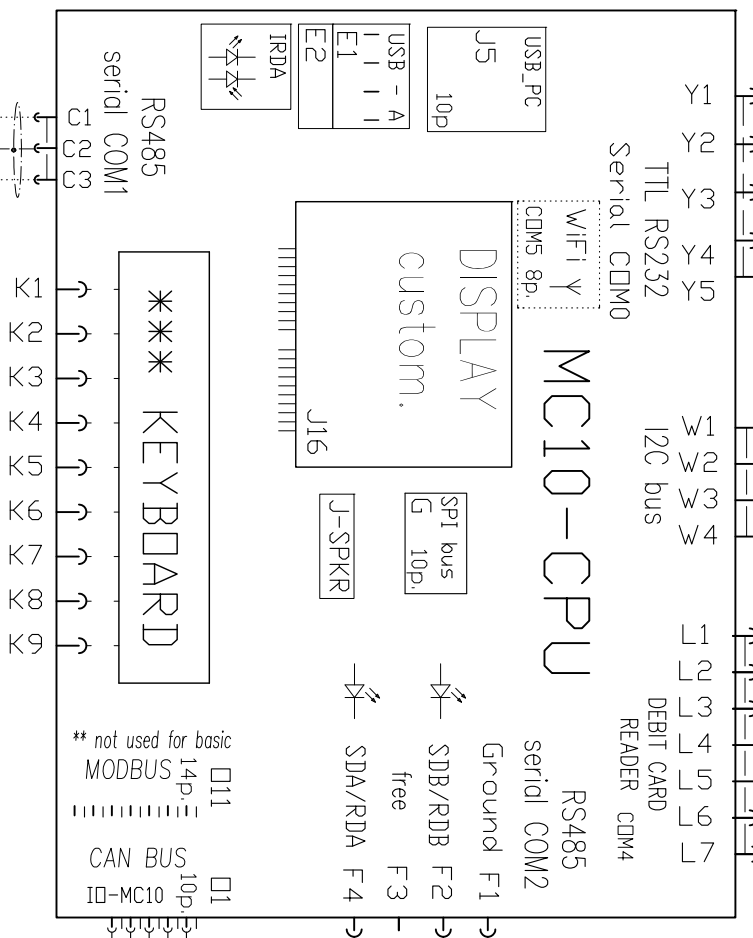 IRDA
USB - A
E1
E2
USB_PC
J5
10p
Y1
Y2
Y3
Y4
Y5
TTL RS232
Serial COM0
RS485
serial COM1
C1
C2
C3
WiFi
COM5 8p.
DISPLAY
custom.
J16
MC10-CPU
K1
K2
K3
K4
K5
K6
K7
K8
K9
*** KEYBOARD
W1
W2
W3
W4
I2C bus
J-SPKR
SPI bus
G 10p.
L1
L2
L3
L4
L5
L6
L7
DEBIT CARD
READER COM4
RS485
serial COM2
Ground F1
SDB/RDB F2
free F3
SDA/RDA F4
** not used for basic
MODBUS 14p. O11
CAN BUS
IO-MC10 10p. O1